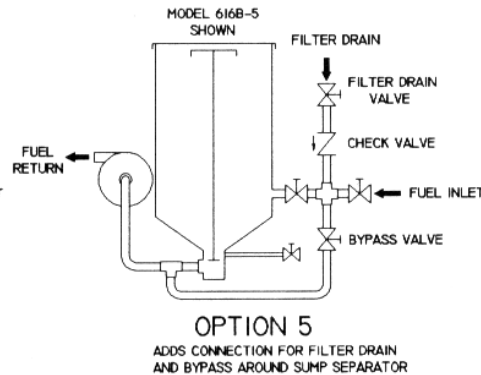 MODEL 616B-5
SHOWN
FILTER DRAIN
FILTER DRAIN
VALVE
FUEL
RETURN
CHECK VALVE
FUEL INLET
BYPASS VALVE
OPTION 5
ADDS CONNECTION FOR FILTER DRAIN
AND BYPASS AROUND SUMP SEPARATOR